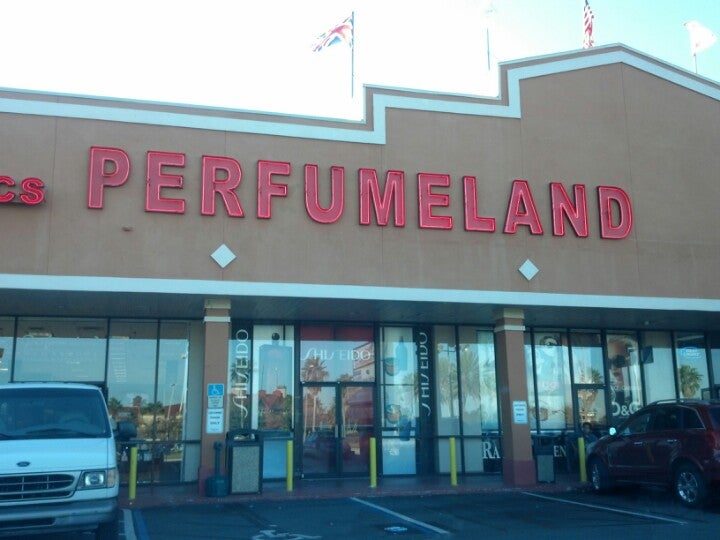 CS PERFUMELAND
SHISEIDO
SHISEIDO
SHISEIDO
D&G